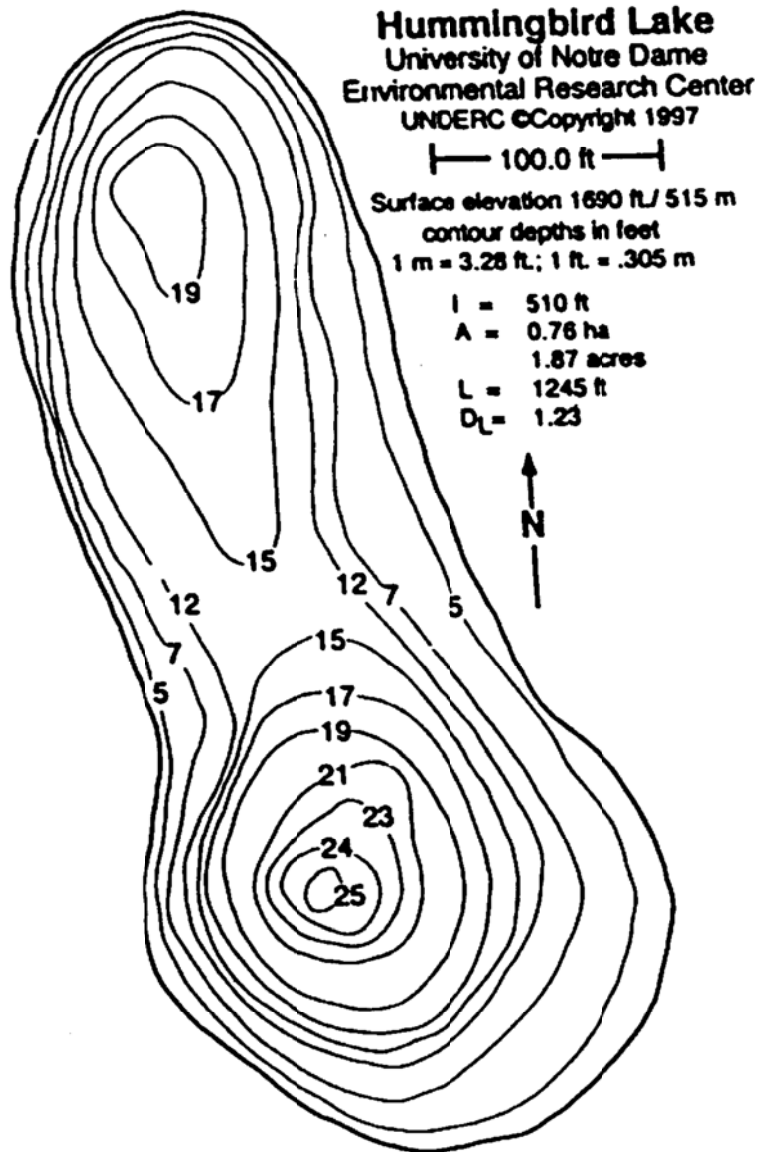 Hummingbird Lake
University of Notre Dame
Environmental Research Center
UNDERC ©Copyright 1997
100.0 ft
Surface elevation 1690 ft./ 515 m
contour depths in feet
1 m = 3.28 ft.; 1 ft. = .305 m
l = 510 ft
A = 0.76 ha
1.87 acres
L = 1245 ft
DL= 1.23
N
19
17
15
12
7
5
12
7
5
15
17
19
21
23
24
25